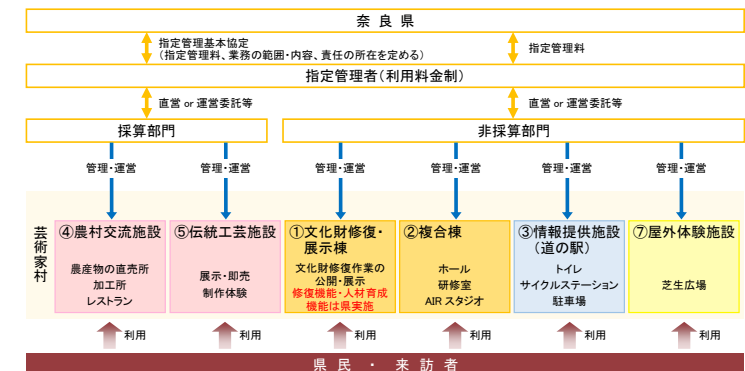 奈良県
指定管理基本協定
（指定管理料、業務の範囲・内容、責任の所在を定める）
指定管理料
指定管理者（利用料金制）
直営 or 運営委託等
直営 or 運営委託等
採算部門
非採算部門
管理・運営
管理・運営
管理・運営
管理・運営
管理・運営
管理・運営
芸術家村
④農村交流施設
農産物の直売所
加工所
レストラン
⑤伝統工芸施設
展示・即売
制作体験
①文化財修復・
展示棟
文化財修復作業の
公開・展示
修復機能・人材育成
機能は県実施
②複合棟
ホール
研修室
AIR スタジオ
③情報提供施設
（道の駅）
トイレ
サイクルステーション
駐車場
⑦屋外体験施設
芝生広場
利用
利用
利用
利用
利用
利用
県民・来訪者